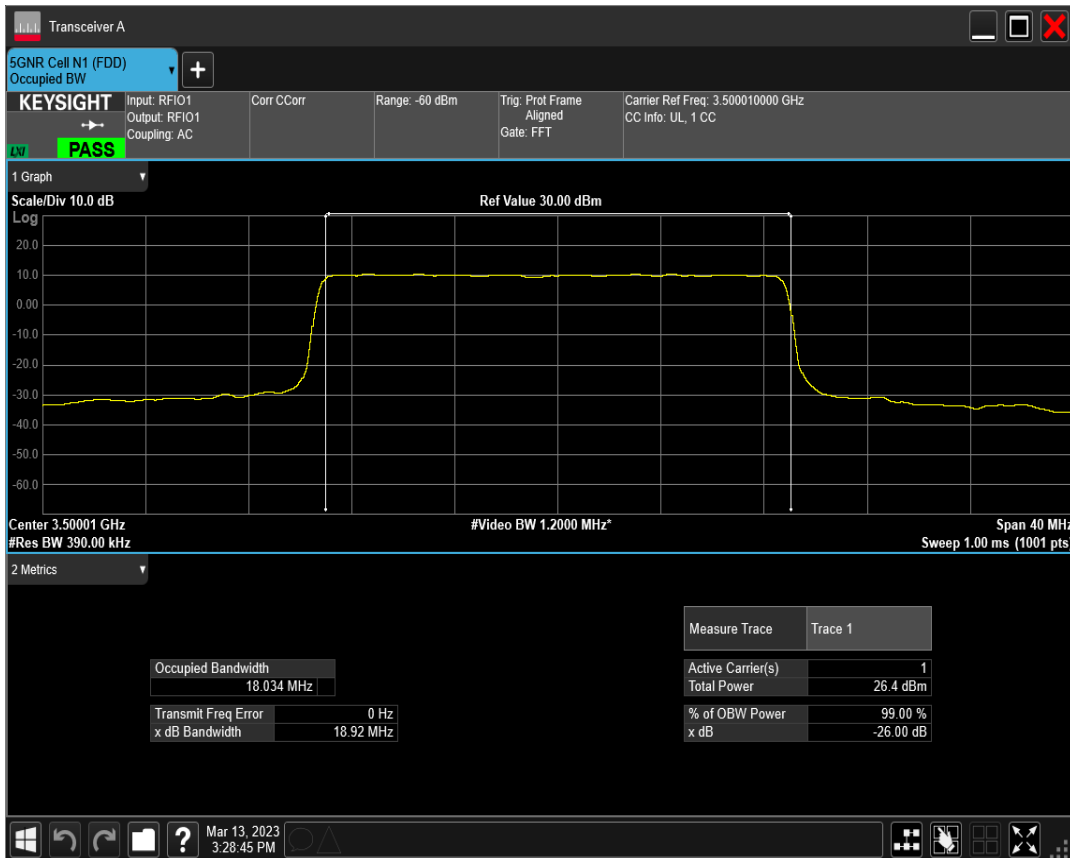 Transceiver A
5GNR Cell N1 (FDD)
Occupied BW
+
KEYSIGHT
LXI
PASS
Input: RFIO1
Output: RFIO1
Coupling: AC
Corr CCorr
Range: -60 dBm
Trig: Prot Frame
Aligned
Gate: FFT
Carrier Ref Freq: 3.500010000 GHz
CC Info: UL, 1 CC
1 Graph
Scale/Div 10.0 dB
Ref Value 30.00 dBm
Log
20.0
10.0
0.00
-10.0
-20.0
-30.0
-40.0
-50.0
-60.0
Center 3.50001 GHz
#Video BW 1.2000 MHz*
Span 40 MHz
#Res BW 390.00 kHz
Sweep 1.00 ms (1001 pts)
2 Metrics
Measure Trace Trace 1
Occupied Bandwidth
18.034 MHz
Active Carrier(s) 1
Total Power 26.4 dBm
Transmit Freq Error 0 Hz
x dB Bandwidth 18.92 MHz
% of OBW Power 99.00 %
x dB -26.00 dB
?
Mar 13, 2023
3:28:45 PM